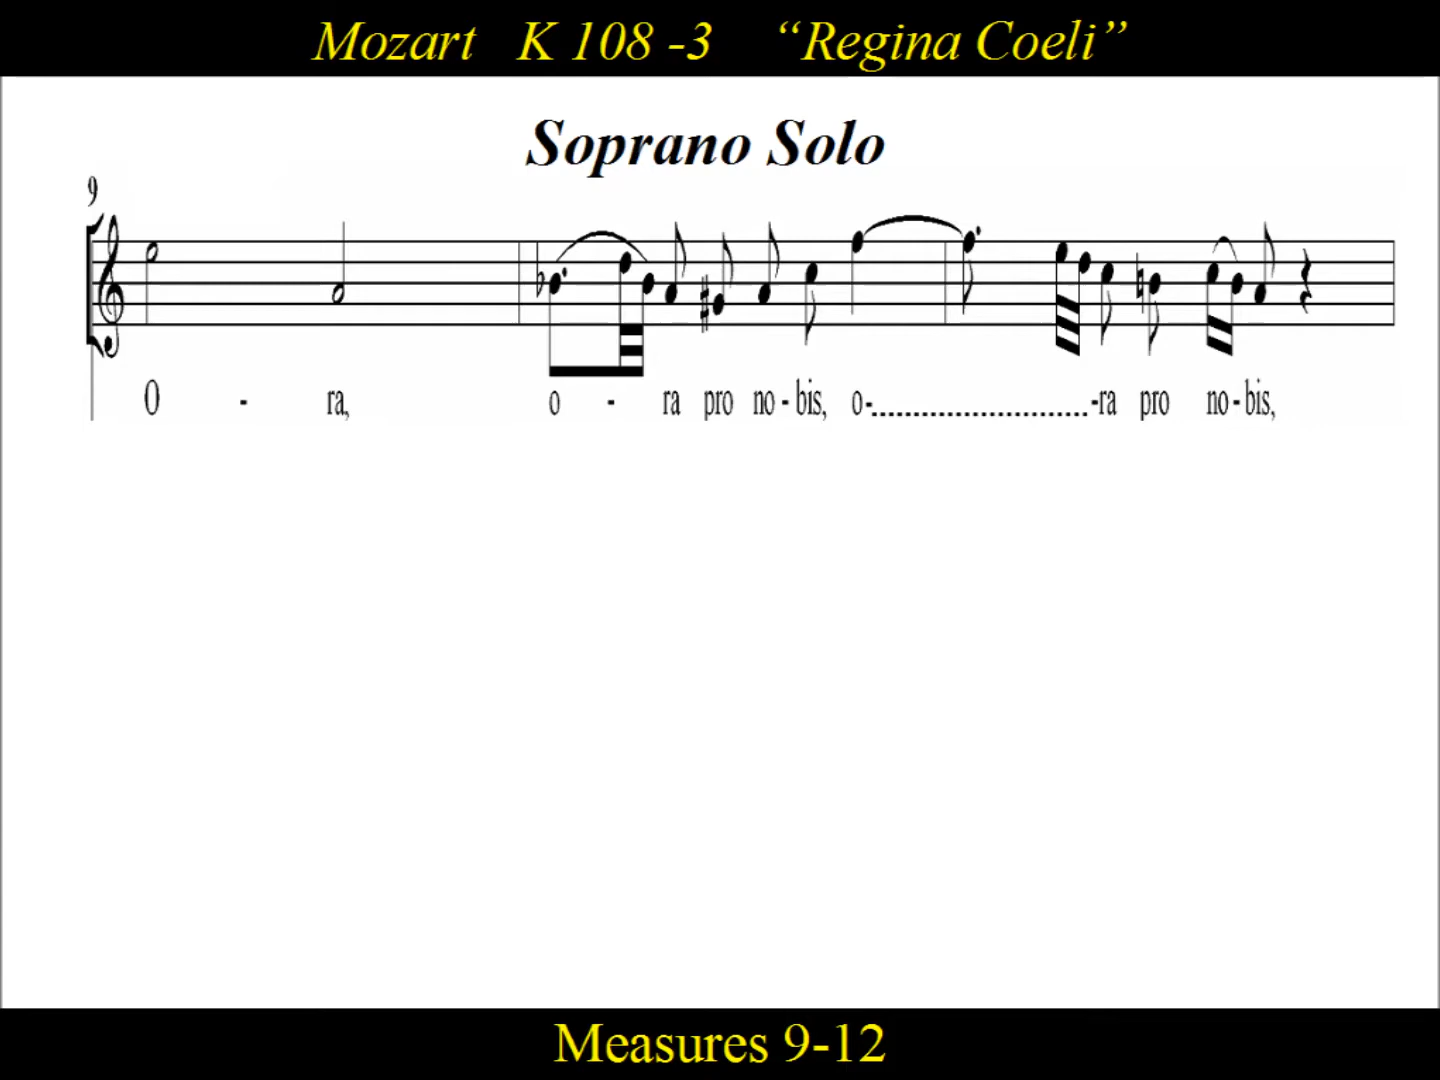 Mozart K 108 -3 “Regina Coeli”
Soprano Solo
9
O - ra, o - ra pro no - bis, o-........................-ra pro no - bis,
Measures 9-12